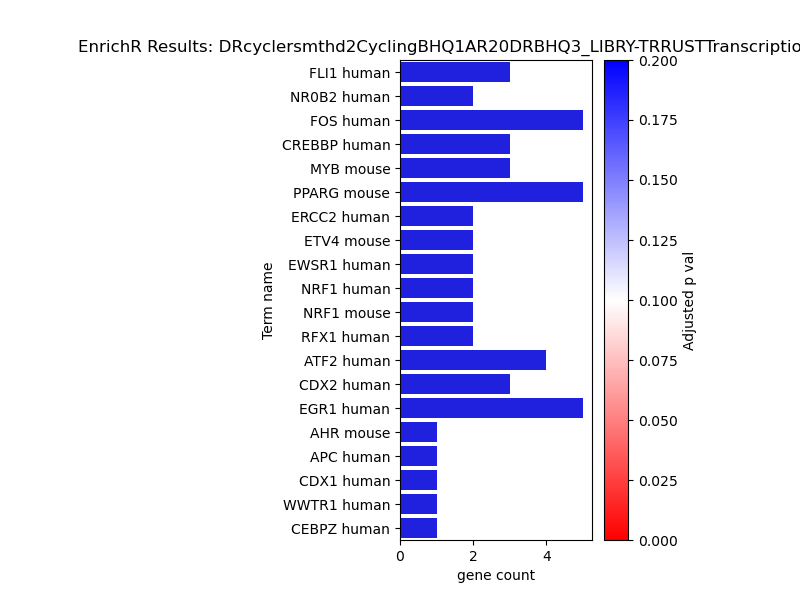 EnrichR Results: DRcyclersmthd2CyclingBHQ1AR20DRBHQ3_LIBRY-TRRUSTTranscriptio
FLI1 human
NR0B2 human
FOS human
CREBBP human
MYB mouse
PPARG mouse
ERCC2 human
ETV4 mouse
EWSR1 human
NRF1 human
NRF1 mouse
RFX1 human
ATF2 human
CDX2 human
EGR1 human
AHR mouse
APC human
CDX1 human
WWTR1 human
CEBPZ human
Term name
0 2 4
gene count
0.200
0.175
0.150
0.125
0.100
0.075
0.050
0.025
0.000
Adjusted p val